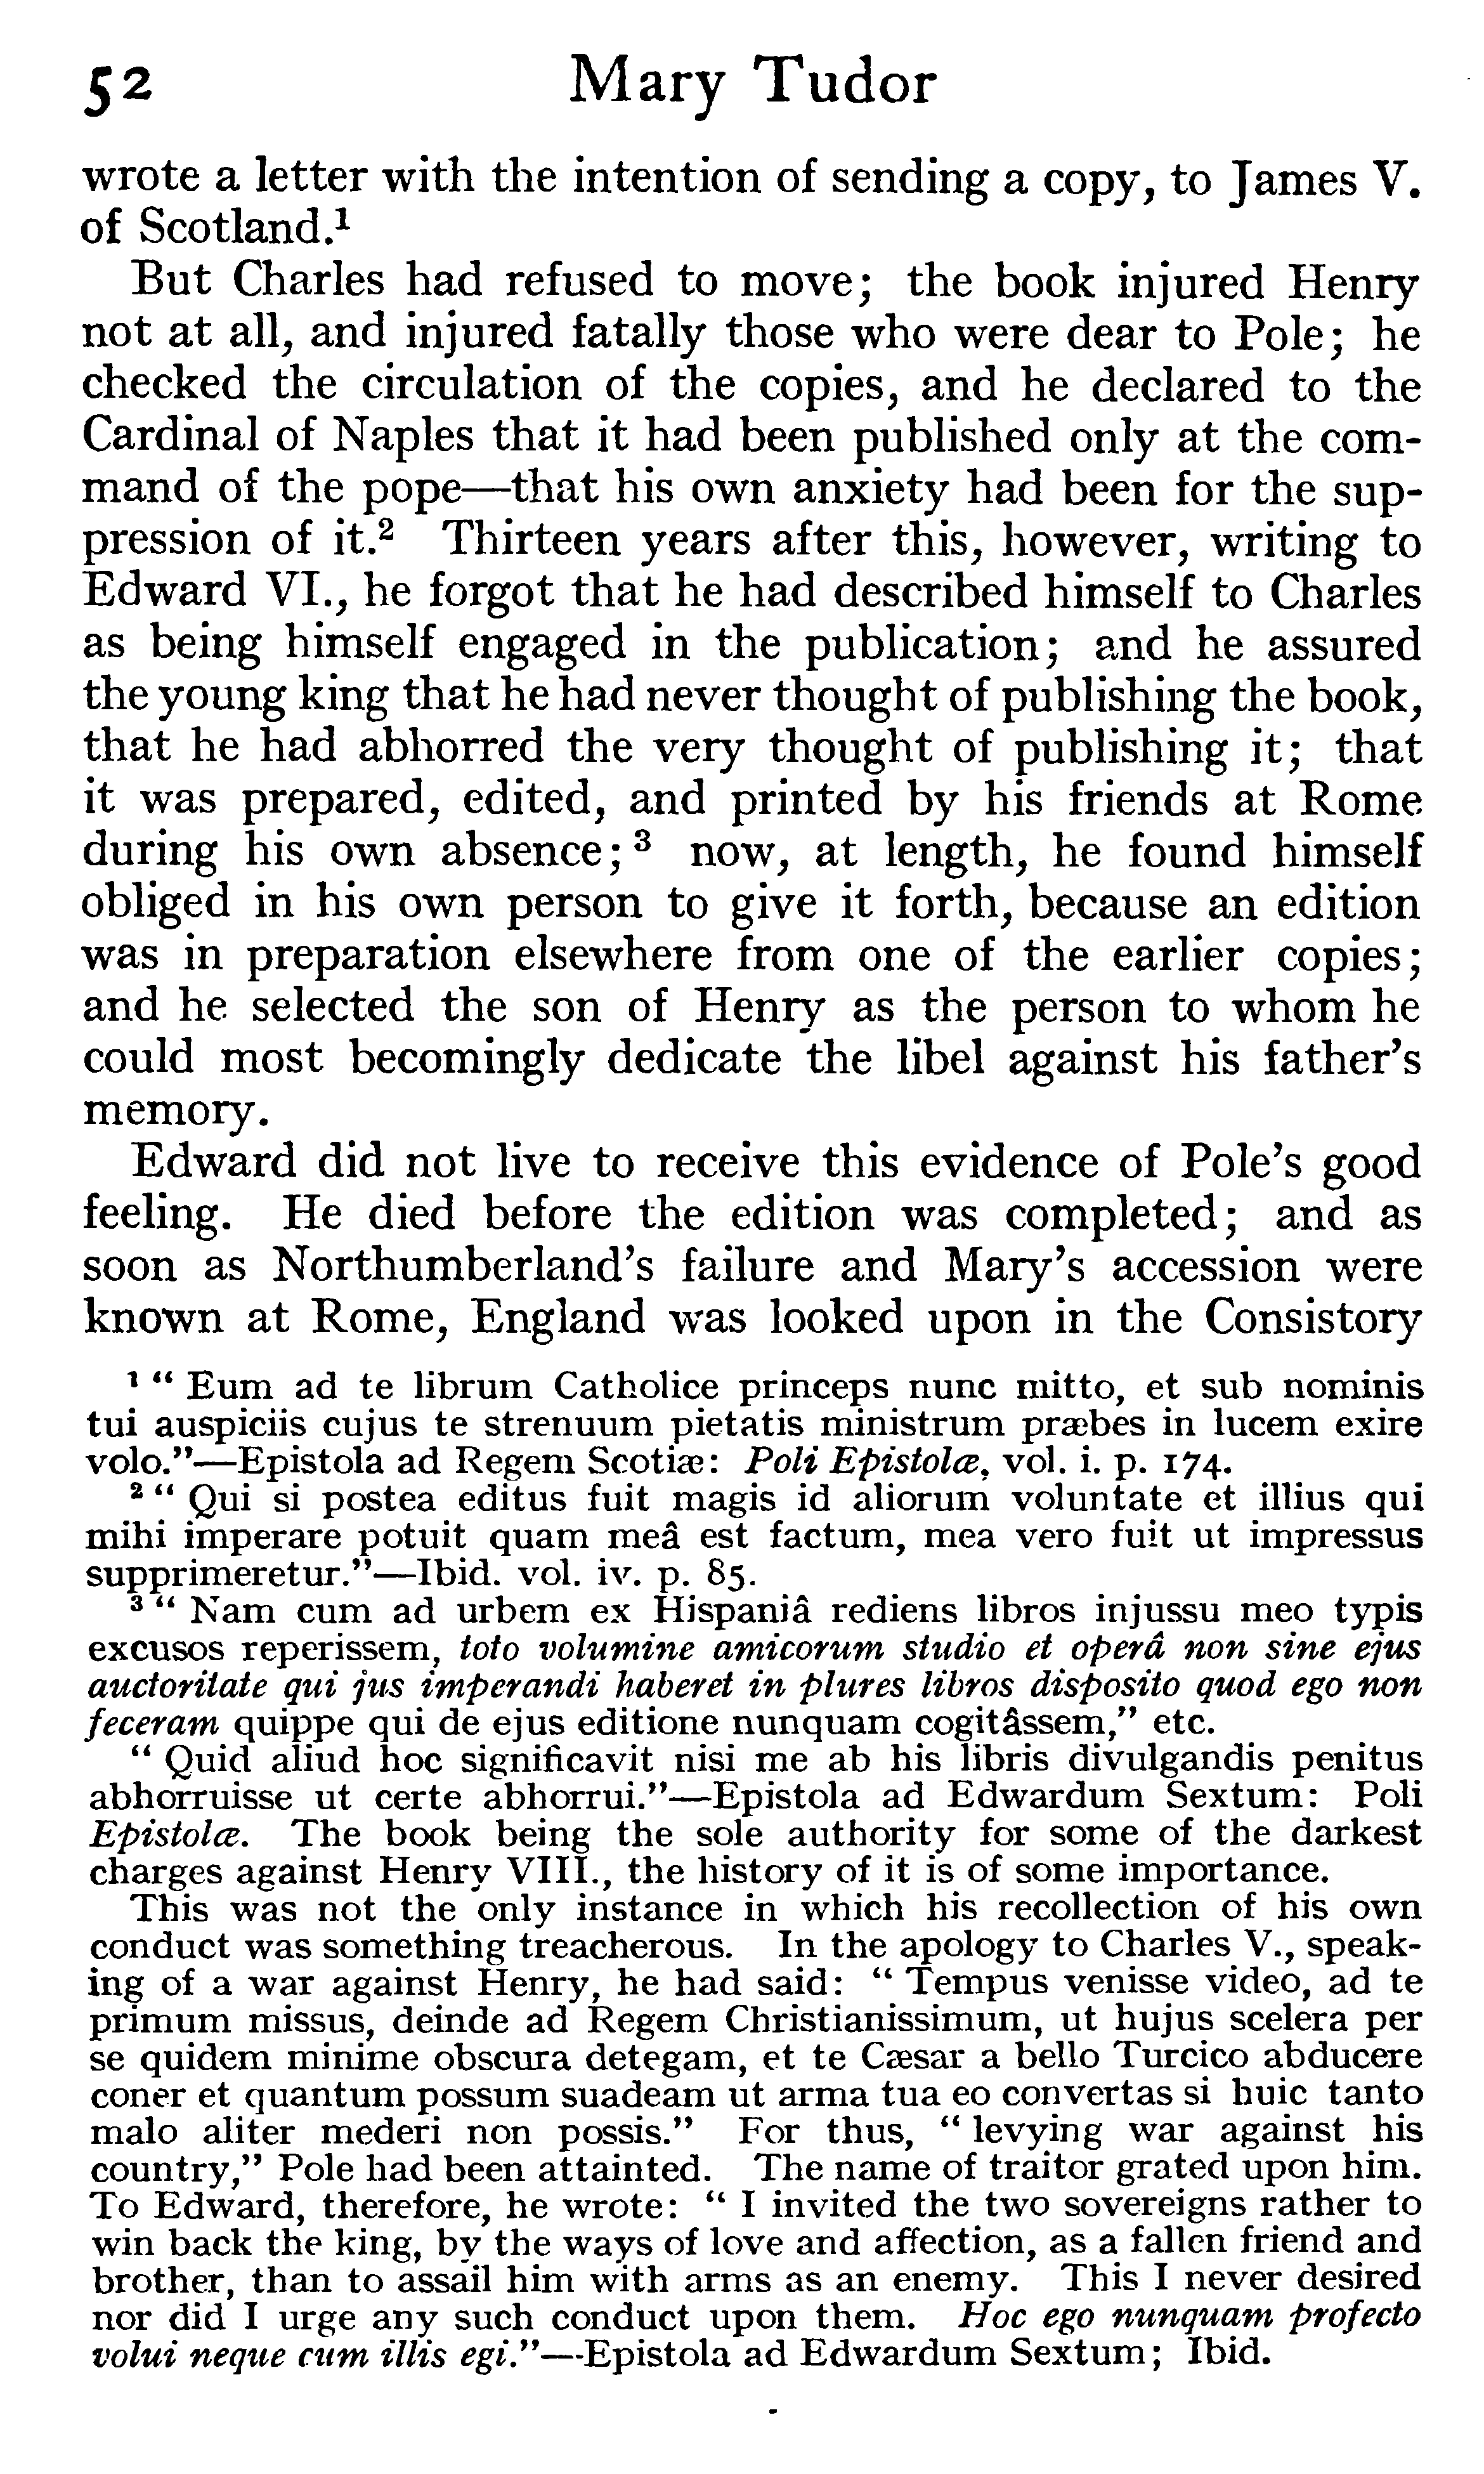 52 Mary Tudor
wrote a letter with the intention of sending a copy, to James V.
of Scotland.¹
But Charles had refused to move; the book injured Henry
not at all, and injured fatally those who were dear to Pole; he
checked the circulation of the copies, and he declared to the
Cardinal of Naples that it had been published only at the com-
mand of the pope—that his own anxiety had been for the sup-
pression of it.² Thirteen years after this, however, writing to
Edward VI., he forgot that he had described himself to Charles
as being himself engaged in the publication; and he assured
the young king that he had never thought of publishing the book,
that he had abhorred the very thought of publishing it; that
it was prepared, edited, and printed by his friends at Rome
during his own absence;³ now, at length, he found himself
obliged in his own person to give it forth, because an edition
was in preparation elsewhere from one of the earlier copies;
and he selected the son of Henry as the person to whom he
could most becomingly dedicate the libel against his father's
memory.
Edward did not live to receive this evidence of Pole's good
feeling. He died before the edition was completed; and as
soon as Northumberland's failure and Mary's accession were
known at Rome, England was looked upon in the Consistory
¹ “ Eum ad te librum Catholice princeps nunc mitto, et sub nominis
tui auspiciis cujus te strenuum pietatis ministrum præbes in lucem exire
volo.”—Epistola ad Regem Scotiæ: Poli Epistolæ, vol. i. p. 174.
² “ Qui si postea editus fuit magis id aliorum voluntate et illius qui
mihi imperare potuit quam meâ est factum, mea vero fuit ut impressus
supprimeretur.”—Ibid. vol. iv. p. 85.
³ “ Nam cum ad urbem ex Hispaniâ rediens libros injussu meo typis
excusos reperissem, toto volumine amicorum studio et operâ non sine ejus
auctoritate qui jus imperandi haberet in plures libros disposito quod ego non
feceram quippe qui de ejus editione nunquam cogitâssem,” etc.
“ Quid aliud hoc significavit nisi me ab his libris divulgandis penitus
abhorruisse ut certe abhorrui.”—Epistola ad Edwardum Sextum: Poli
Epistolæ. The book being the sole authority for some of the darkest
charges against Henry VIII., the history of it is of some importance.
This was not the only instance in which his recollection of his own
conduct was something treacherous. In the apology to Charles V., speak-
ing of a war against Henry, he had said: “ Tempus venisse video, ad te
primum missus, deinde ad Regem Christianissimum, ut hujus scelera per
se quidem minime obscura detegam, et te Cæsar a bello Turcico abducere
coner et quantum possum suadeam ut arma tua eo convertas si huic tanto
malo aliter mederi non possis.” For thus, “ levying war against his
country,” Pole had been attainted. The name of traitor grated upon him.
To Edward, therefore, he wrote: “ I invited the two sovereigns rather to
win back the king, by the ways of love and affection, as a fallen friend and
brother, than to assail him with arms as an enemy. This I never desired
nor did I urge any such conduct upon them. Hoc ego nunquam profecto
volui neque cum illis egi.”—Epistola ad Edwardum Sextum; Ibid.